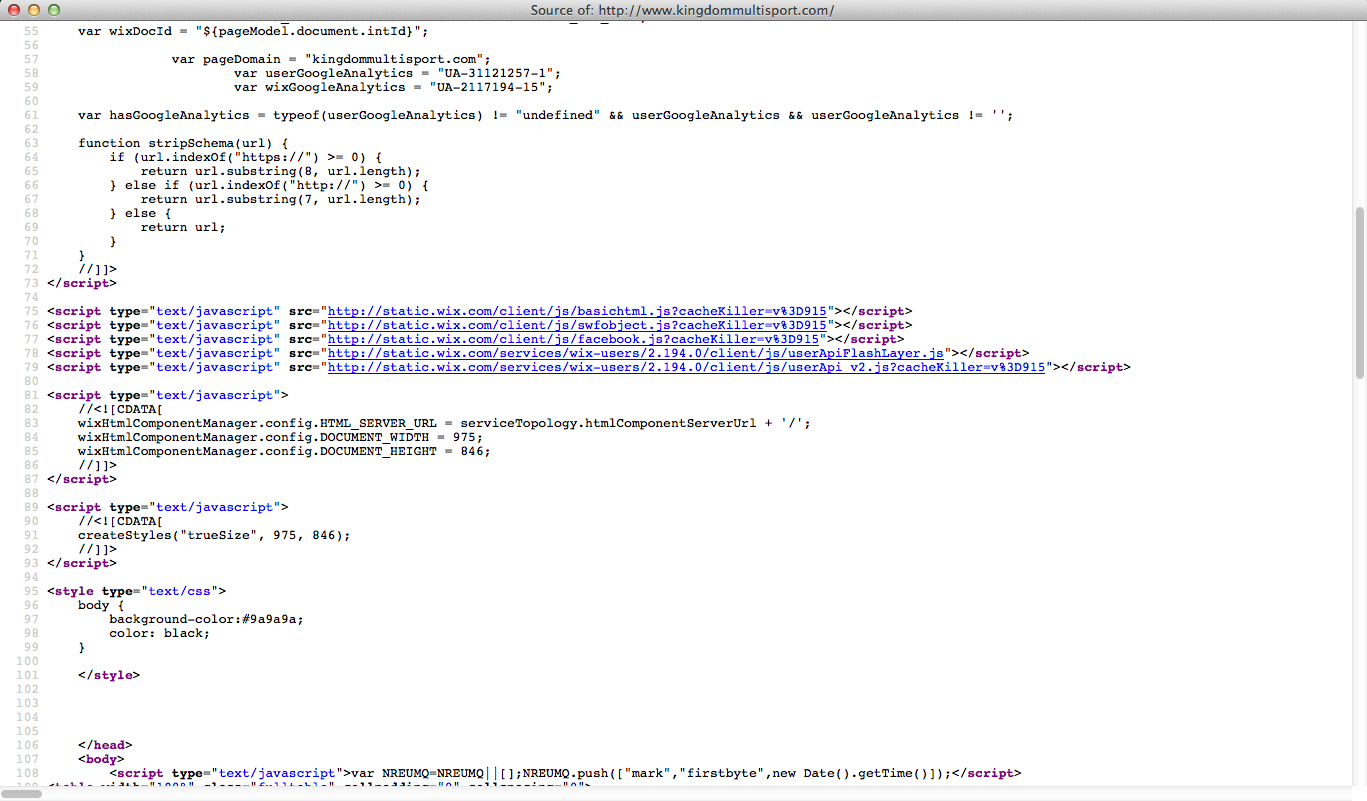 Source of: http://www.kingdommultisport.com/
55 var wixDocId = "${pageModel.document.intId}";
56
57 var pageDomain = "kingdommultisport.com";
58 var userGoogleAnalytics = "UA-31121257-1";
59 var wixGoogleAnalytics = "UA-2117194-15";
60
61 var hasGoogleAnalytics = typeof(userGoogleAnalytics) != "undefined" && userGoogleAnalytics && userGoogleAnalytics != '';
62
63 function stripSchema(url) {
64 if (url.indexOf("https://") >= 0) {
65 return url.substring(8, url.length);
66 } else if (url.indexOf("http://") >= 0) {
67 return url.substring(7, url.length);
68 } else {
69 return url;
70 }
71 }
72 //]]>
73 </script>
74
75 <script type="text/javascript" src="http://static.wix.com/client/js/basichtml.js?cacheKiller=v%3D915"></script>
76 <script type="text/javascript" src="http://static.wix.com/client/js/swfobject.js?cacheKiller=v%3D915"></script>
77 <script type="text/javascript" src="http://static.wix.com/client/js/facebook.js?cacheKiller=v%3D915"></script>
78 <script type="text/javascript" src="http://static.wix.com/services/wix-users/2.194.0/client/js/userApiFlashLayer.js"></script>
79 <script type="text/javascript" src="http://static.wix.com/services/wix-users/2.194.0/client/js/userApi_v2.js?cacheKiller=v%3D915"></script>
80
81 <script type="text/javascript">
82 //<![CDATA[
83 wixHtmlComponentManager.config.HTML_SERVER_URL = serviceTopology.htmlComponentServerUrl + '/';
84 wixHtmlComponentManager.config.DOCUMENT_WIDTH = 975;
85 wixHtmlComponentManager.config.DOCUMENT_HEIGHT = 846;
86 //]]>
87 </script>
88
89 <script type="text/javascript">
90 //<![CDATA[
91 createStyles("trueSize", 975, 846);
92 //]]>
93 </script>
94
95 <style type="text/css">
96 body {
97 background-color:#9a9a9a;
98 color: black;
99 }
100
101 </style>
102
103
104
105
106 </head>
107 <body>
108 <script type="text/javascript">var NREUMQ=NREUMQ||[];NREUMQ.push(["mark","firstbyte",new Date().getTime()]);</script>
109 <table width="100%" class="fulltable" cellpadding="0" cellspacing="0">